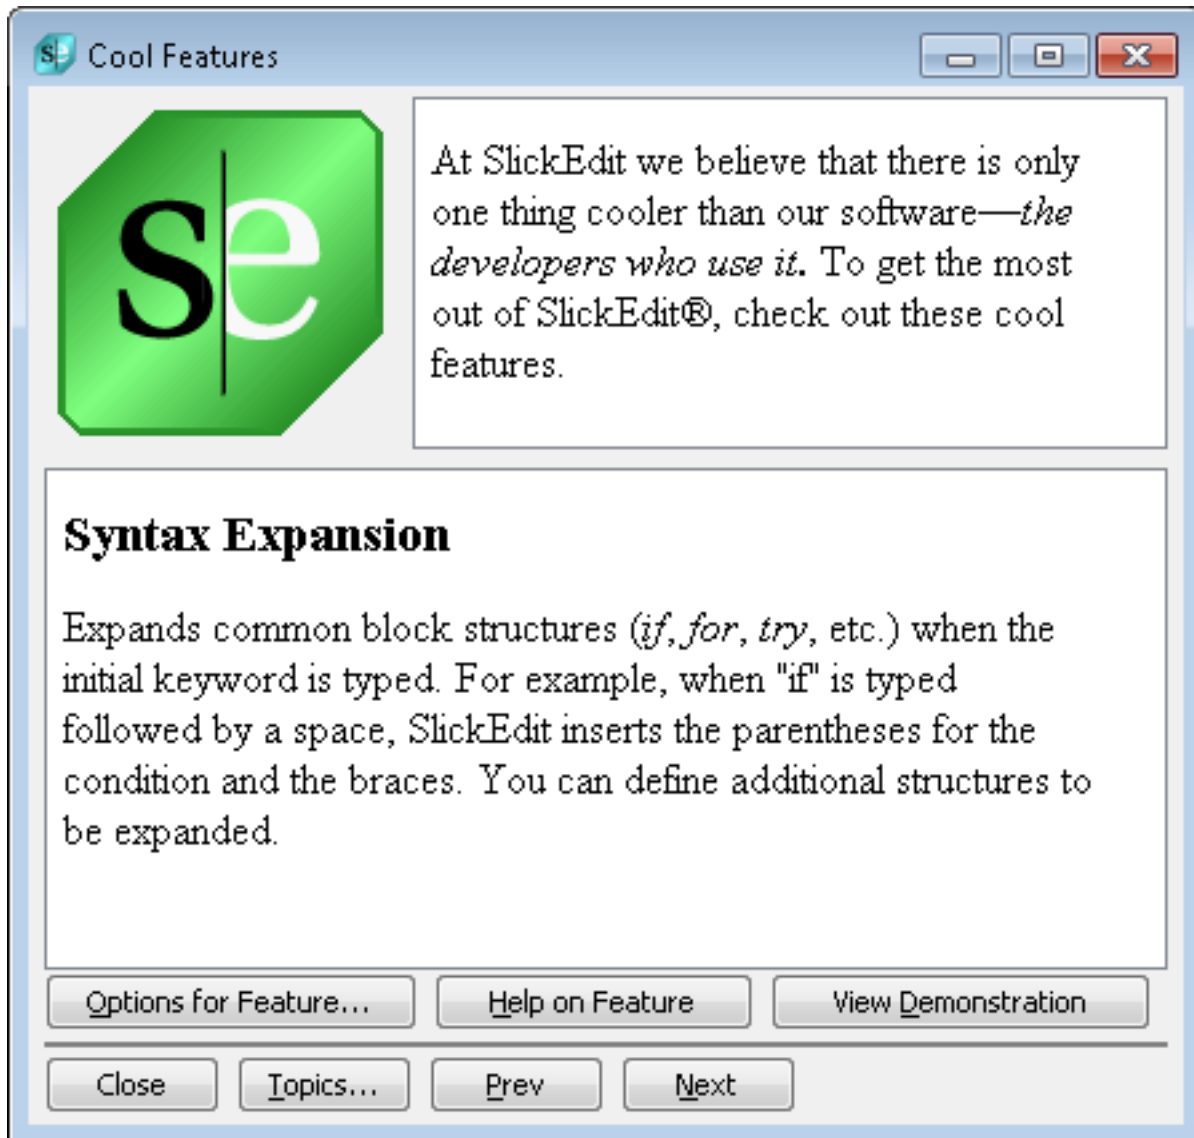 se Cool Features
se
At SlickEdit we believe that there is only
one thing cooler than our software—the
developers who use it. To get the most
out of SlickEdit®, check out these cool
features.
Syntax Expansion
Expands common block structures (if, for, try, etc.) when the
initial keyword is typed. For example, when "if" is typed
followed by a space, SlickEdit inserts the parentheses for the
condition and the braces. You can define additional structures to
be expanded.
Options for Feature... Help on Feature View Demonstration
Close Topics... Prev Next